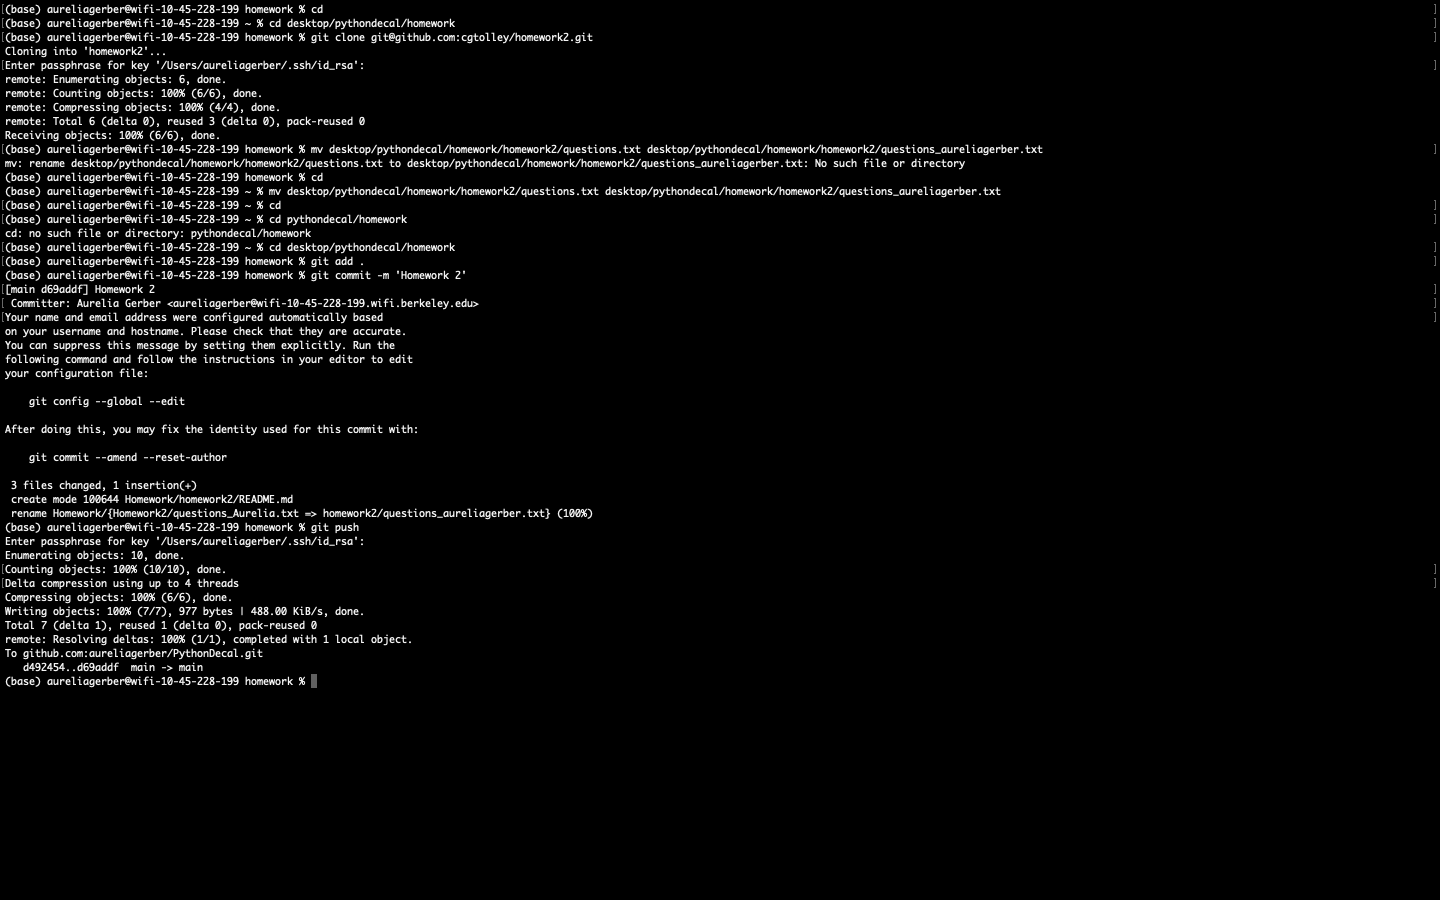 (base) aureliagerber@wifi-10-45-228-199 homework % cd
(base) aureliagerber@wifi-10-45-228-199 ~ % cd desktop/pythondecal/homework
(base) aureliagerber@wifi-10-45-228-199 homework % git clone git@github.com:cgtolley/homework2.git
Cloning into 'homework2'...
Enter passphrase for key '/Users/aureliagerber/.ssh/id_rsa':
remote: Enumerating objects: 6, done.
remote: Counting objects: 100% (6/6), done.
remote: Compressing objects: 100% (4/4), done.
remote: Total 6 (delta 0), reused 3 (delta 0), pack-reused 0
Receiving objects: 100% (6/6), done.
(base) aureliagerber@wifi-10-45-228-199 homework % mv desktop/pythondecal/homework/homework2/questions.txt desktop/pythondecal/homework/homework2/questions_aureliagerber.txt
mv: rename desktop/pythondecal/homework/homework2/questions.txt to desktop/pythondecal/homework/homework2/questions_aureliagerber.txt: No such file or directory
(base) aureliagerber@wifi-10-45-228-199 homework % cd
(base) aureliagerber@wifi-10-45-228-199 ~ % mv desktop/pythondecal/homework/homework2/questions.txt desktop/pythondecal/homework/homework2/questions_aureliagerber.txt
(base) aureliagerber@wifi-10-45-228-199 ~ % cd
(base) aureliagerber@wifi-10-45-228-199 ~ % cd pythondecal/homework
cd: no such file or directory: pythondecal/homework
(base) aureliagerber@wifi-10-45-228-199 ~ % cd desktop/pythondecal/homework
(base) aureliagerber@wifi-10-45-228-199 homework % git add .
(base) aureliagerber@wifi-10-45-228-199 homework % git commit -m 'Homework 2'
[main d69addf] Homework 2
Committer: Aurelia Gerber <aureliagerber@wifi-10-45-228-199.wifi.berkeley.edu>
Your name and email address were configured automatically based
on your username and hostname. Please check that they are accurate.
You can suppress this message by setting them explicitly. Run the
following command and follow the instructions in your editor to edit
your configuration file:
git config --global --edit
After doing this, you may fix the identity used for this commit with:
git commit --amend --reset-author
3 files changed, 1 insertion(+)
create mode 100644 Homework/homework2/README.md
rename Homework/{Homework2/questions_Aurelia.txt => homework2/questions_aureliagerber.txt} (100%)
(base) aureliagerber@wifi-10-45-228-199 homework % git push
Enter passphrase for key '/Users/aureliagerber/.ssh/id_rsa':
Enumerating objects: 10, done.
Counting objects: 100% (10/10), done.
Delta compression using up to 4 threads
Compressing objects: 100% (6/6), done.
Writing objects: 100% (7/7), 977 bytes | 488.00 KiB/s, done.
Total 7 (delta 1), reused 1 (delta 0), pack-reused 0
remote: Resolving deltas: 100% (1/1), completed with 1 local object.
To github.com:aureliagerber/PythonDecal.git
d492454..d69addf  main -> main
(base) aureliagerber@wifi-10-45-228-199 homework %